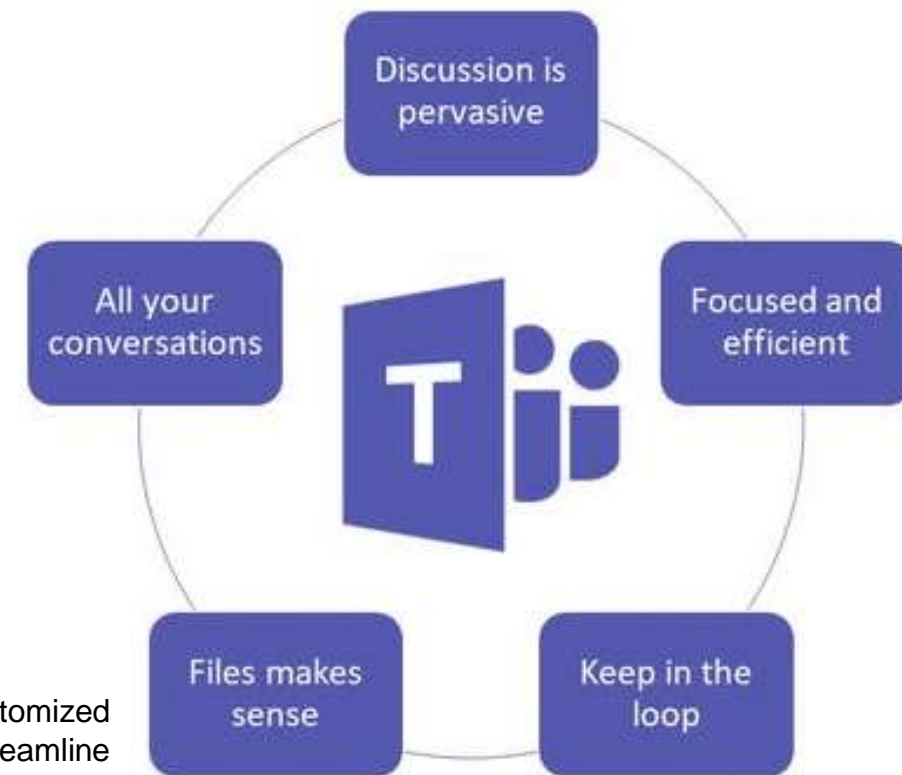 Discussion is
pervasive
All your
conversations
Focused and
efficient
T
Files makes
sense
Keep in the
loop
tomized
eamline